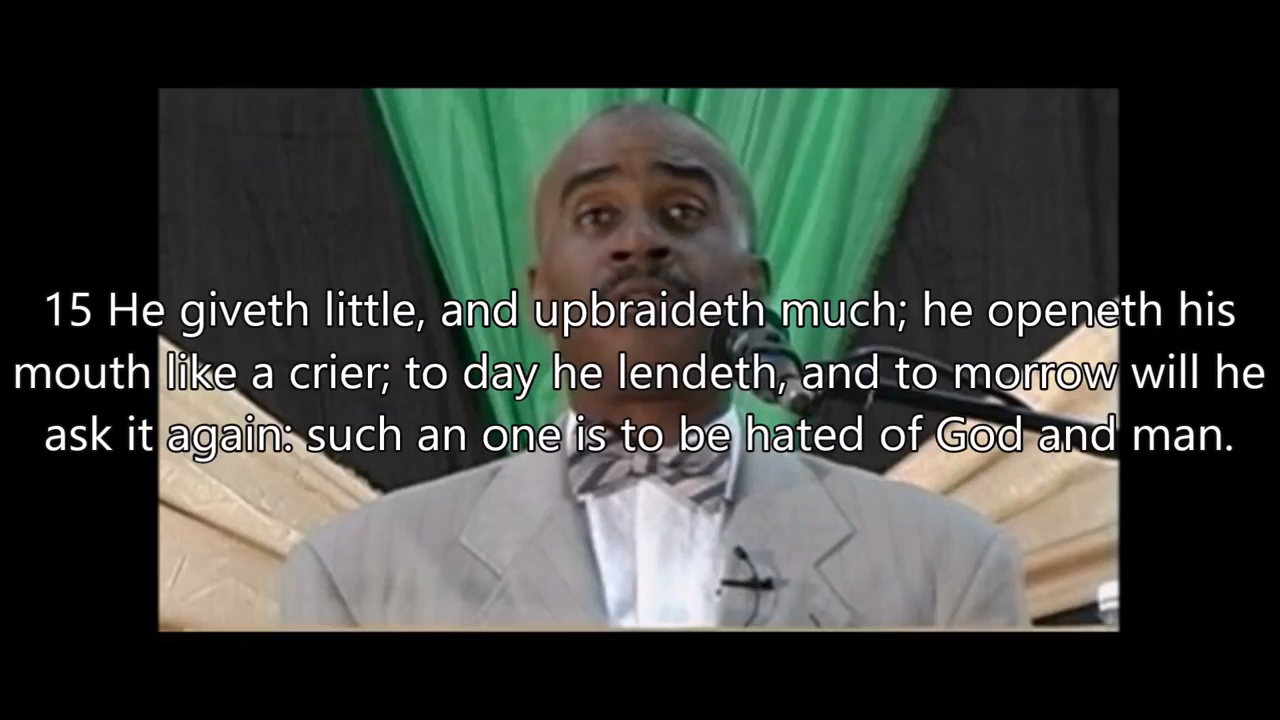 15 He giveth little, and upbraideth much; he openeth his
mouth like a crier; to day he lendeth, and to morrow will he
ask it again: such an one is to be hated of God and man.